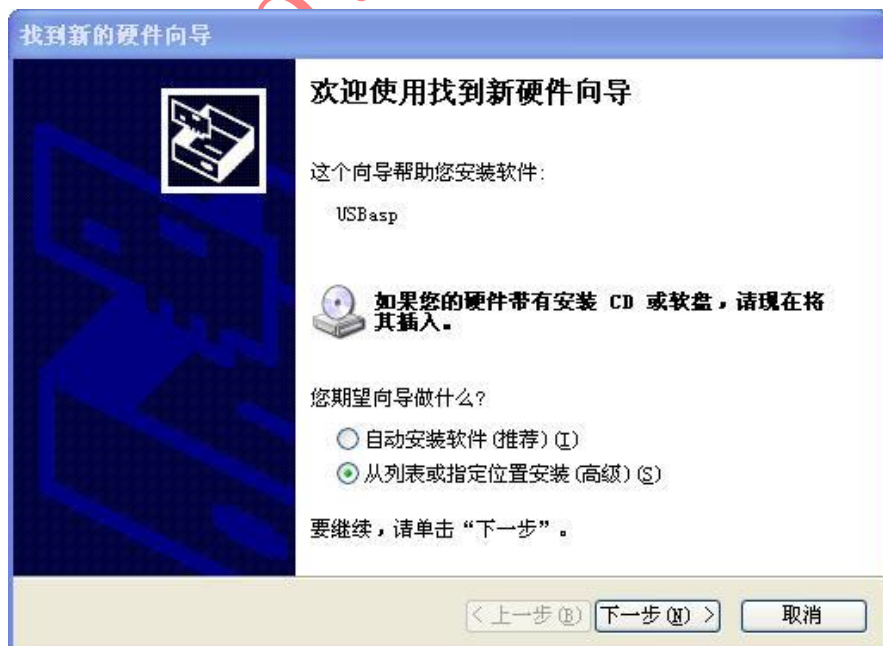 找到新的硬件向导
欢迎使用找到新硬件向导
这个向导帮助您安装软件:
USBasp
如果您的硬件带有安装 CD 或软盘，请现在将
其插入。
您期望向导做什么?
自动安装软件(推荐)(I)
从列表或指定位置安装(高级)(S)
要继续，请单击“下一步”。
< 上一步(B)
下一步(N) >
取消